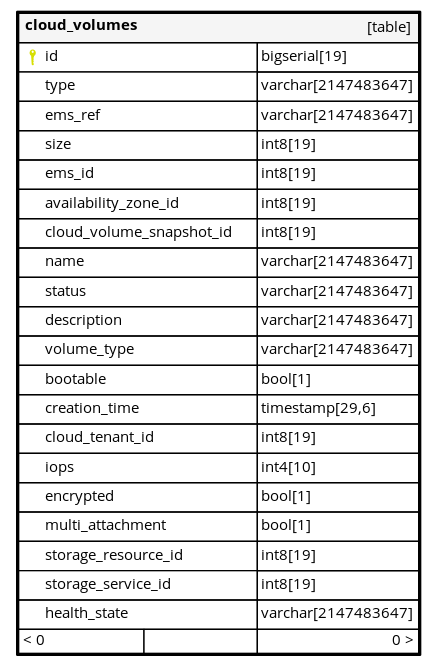 cloud_volumes [table]
id bigserial[19]
type varchar[2147483647]
ems_ref varchar[2147483647]
size int8[19]
ems_id int8[19]
availability_zone_id int8[19]
cloud_volume_snapshot_id int8[19]
name varchar[2147483647]
status varchar[2147483647]
description varchar[2147483647]
volume_type varchar[2147483647]
bootable bool[1]
creation_time timestamp[29,6]
cloud_tenant_id int8[19]
iops int4[10]
encrypted bool[1]
multi_attachment bool[1]
storage_resource_id int8[19]
storage_service_id int8[19]
health_state varchar[2147483647]
< 0 0 >